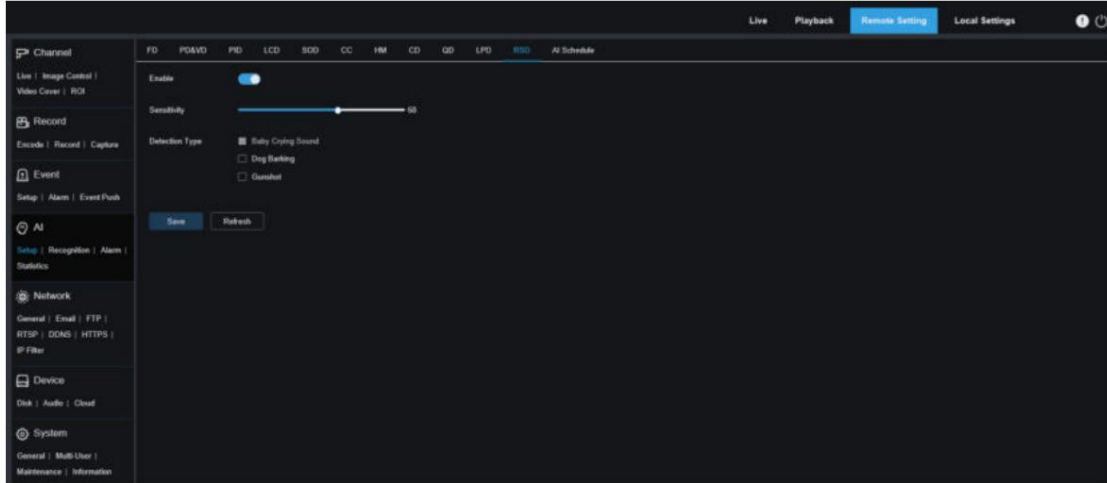 Live Playback Remote Setting Local Settings
Channel
Live | Image Control |
Video Cover | ROI
Record
Encode | Record | Capture
Event
Setup | Alarm | Event Push
AI
Setup | Recognition | Alarm |
Statistics
Network
General | Email | FTP |
RTSP | DDNS | HTTPS |
IP Filter
Device
Disk | Audio | Cloud
System
General | Multi-User |
Maintenance | Information
FD PD&VD PID LCD SOD CC HM CD QD LPD RSD AI Schedule
Enable
Sensitivity 60
Detection Type Baby Crying Sound
Dog Barking
Gunshot
Save Refresh